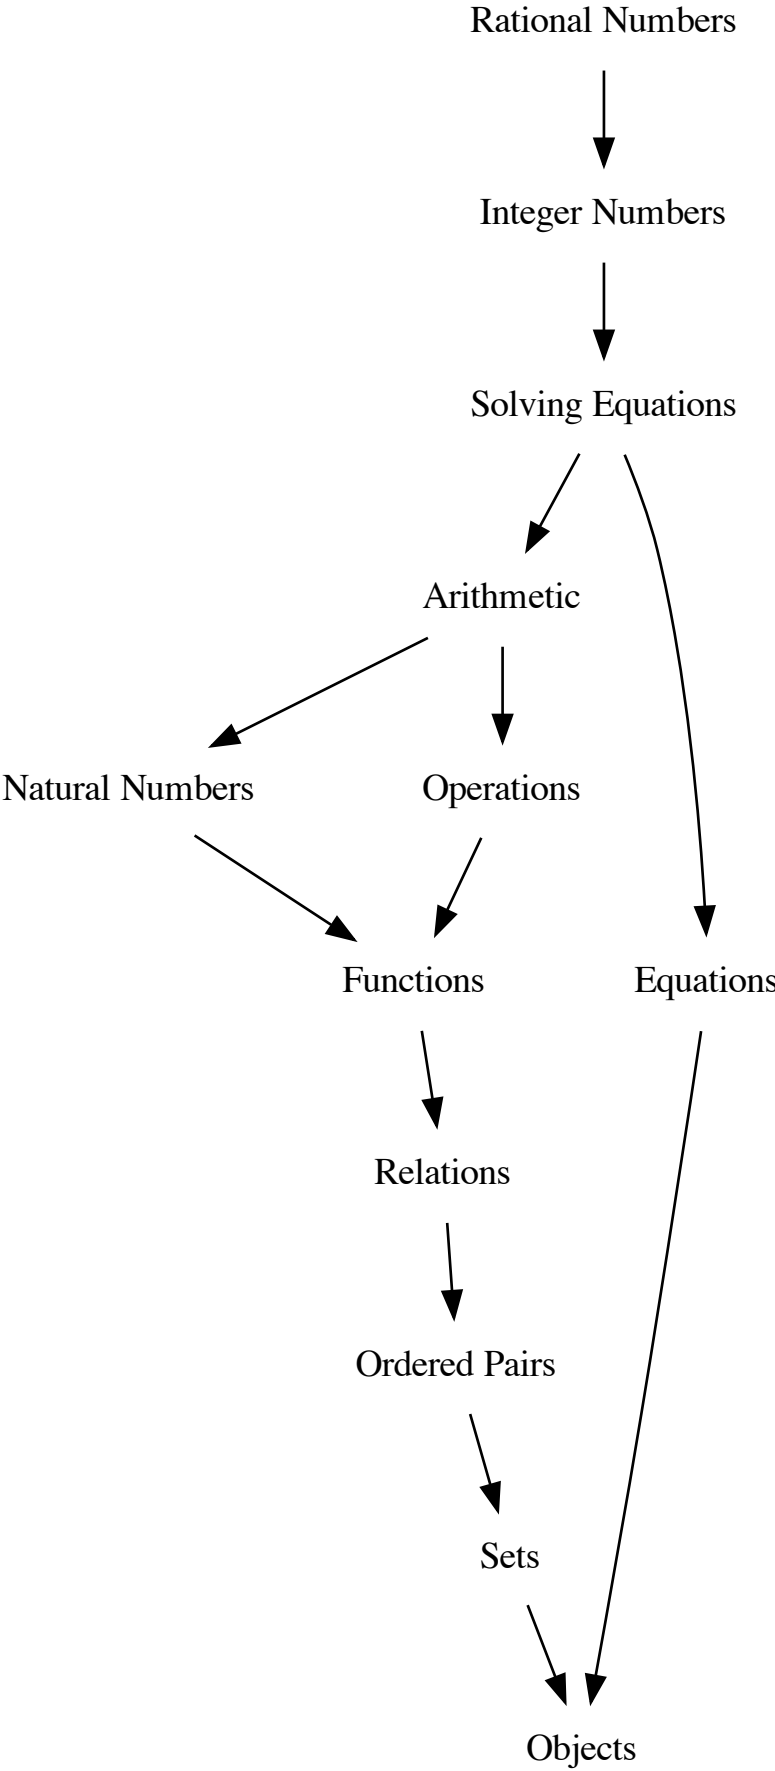 Rational Numbers
Integer Numbers
Solving Equations
Arithmetic
Natural Numbers
Operations
Functions
Equations
Relations
Ordered Pairs
Sets
Objects